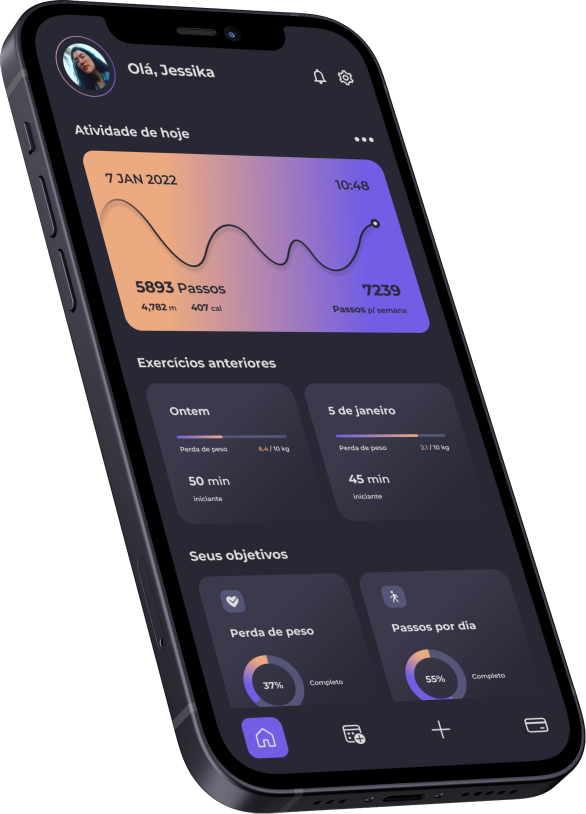 Olá, Jessika
Atividade de hoje
7 JAN 2022
10:48
5893 Passos
4,782 m 407 cal
7239
Passos p/ semana
Exercícios anteriores
Ontem
Perda de peso 6.4 / 10 kg
50 min
iniciante
5 de janeiro
Perda de peso 2.1 / 10 kg
45 min
iniciante
Seus objetivos
Perda de peso
37% Completo
Passos por dia
55% Completo